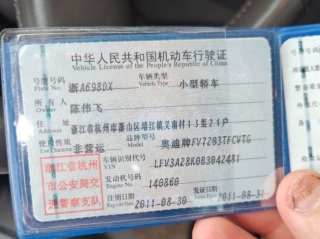 中华人民共和国机动车行驶证
Vehicle License of the People's Republic of China
号牌号码 浙A698DX 车辆类型 Vehicle Type 小型轿车
所有人 Owner 陈伟飞
住址 浙江省杭州市萧山区靖江镇义南村13组21户
使用性质 非营运 品牌型号 Model 奥迪牌FV7203TFCVTG
浙江省杭州市公安局交通警察支队
车辆识别代号 VIN LFV3A28K0B3042481
发动机号码 Engine No. 140860
注册日期 2011-08-30 发证日期 2011-08-31